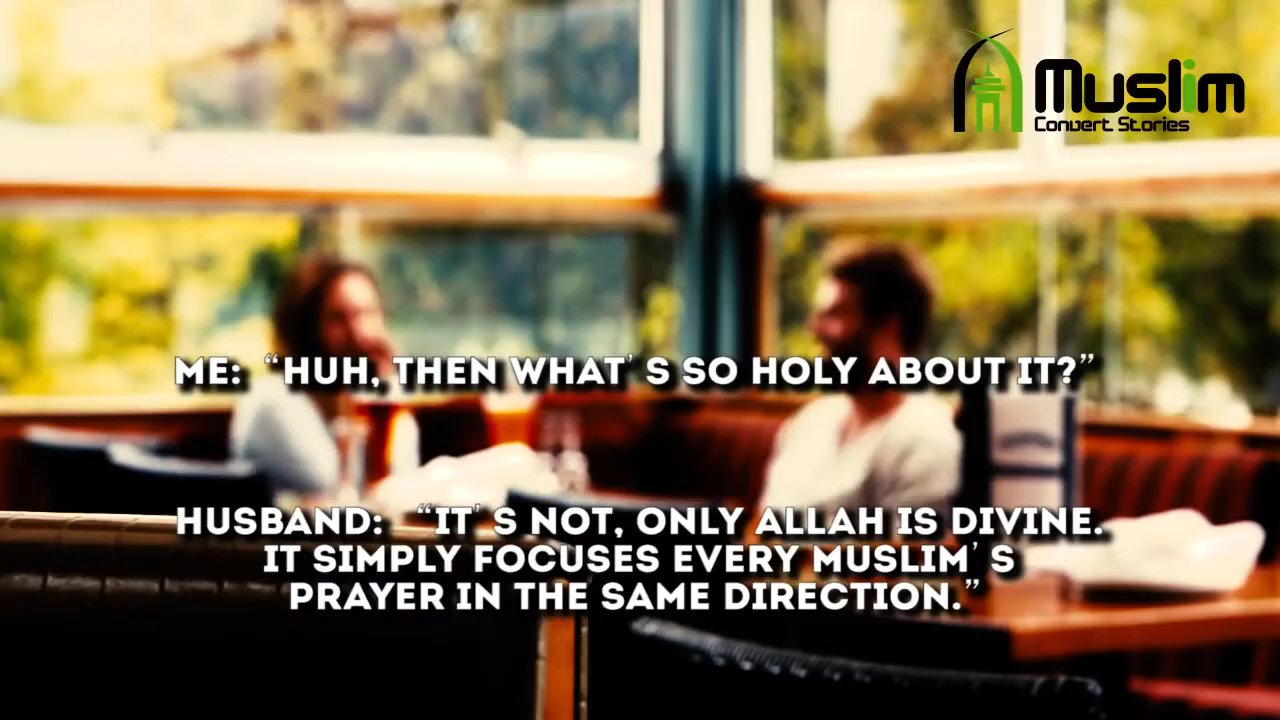 Muslim
Convert Stories
ME: “HUH, THEN WHAT’S SO HOLY ABOUT IT?”
HUSBAND: “IT’S NOT, ONLY ALLAH IS DIVINE.
IT SIMPLY FOCUSES EVERY MUSLIM’S
PRAYER IN THE SAME DIRECTION.”